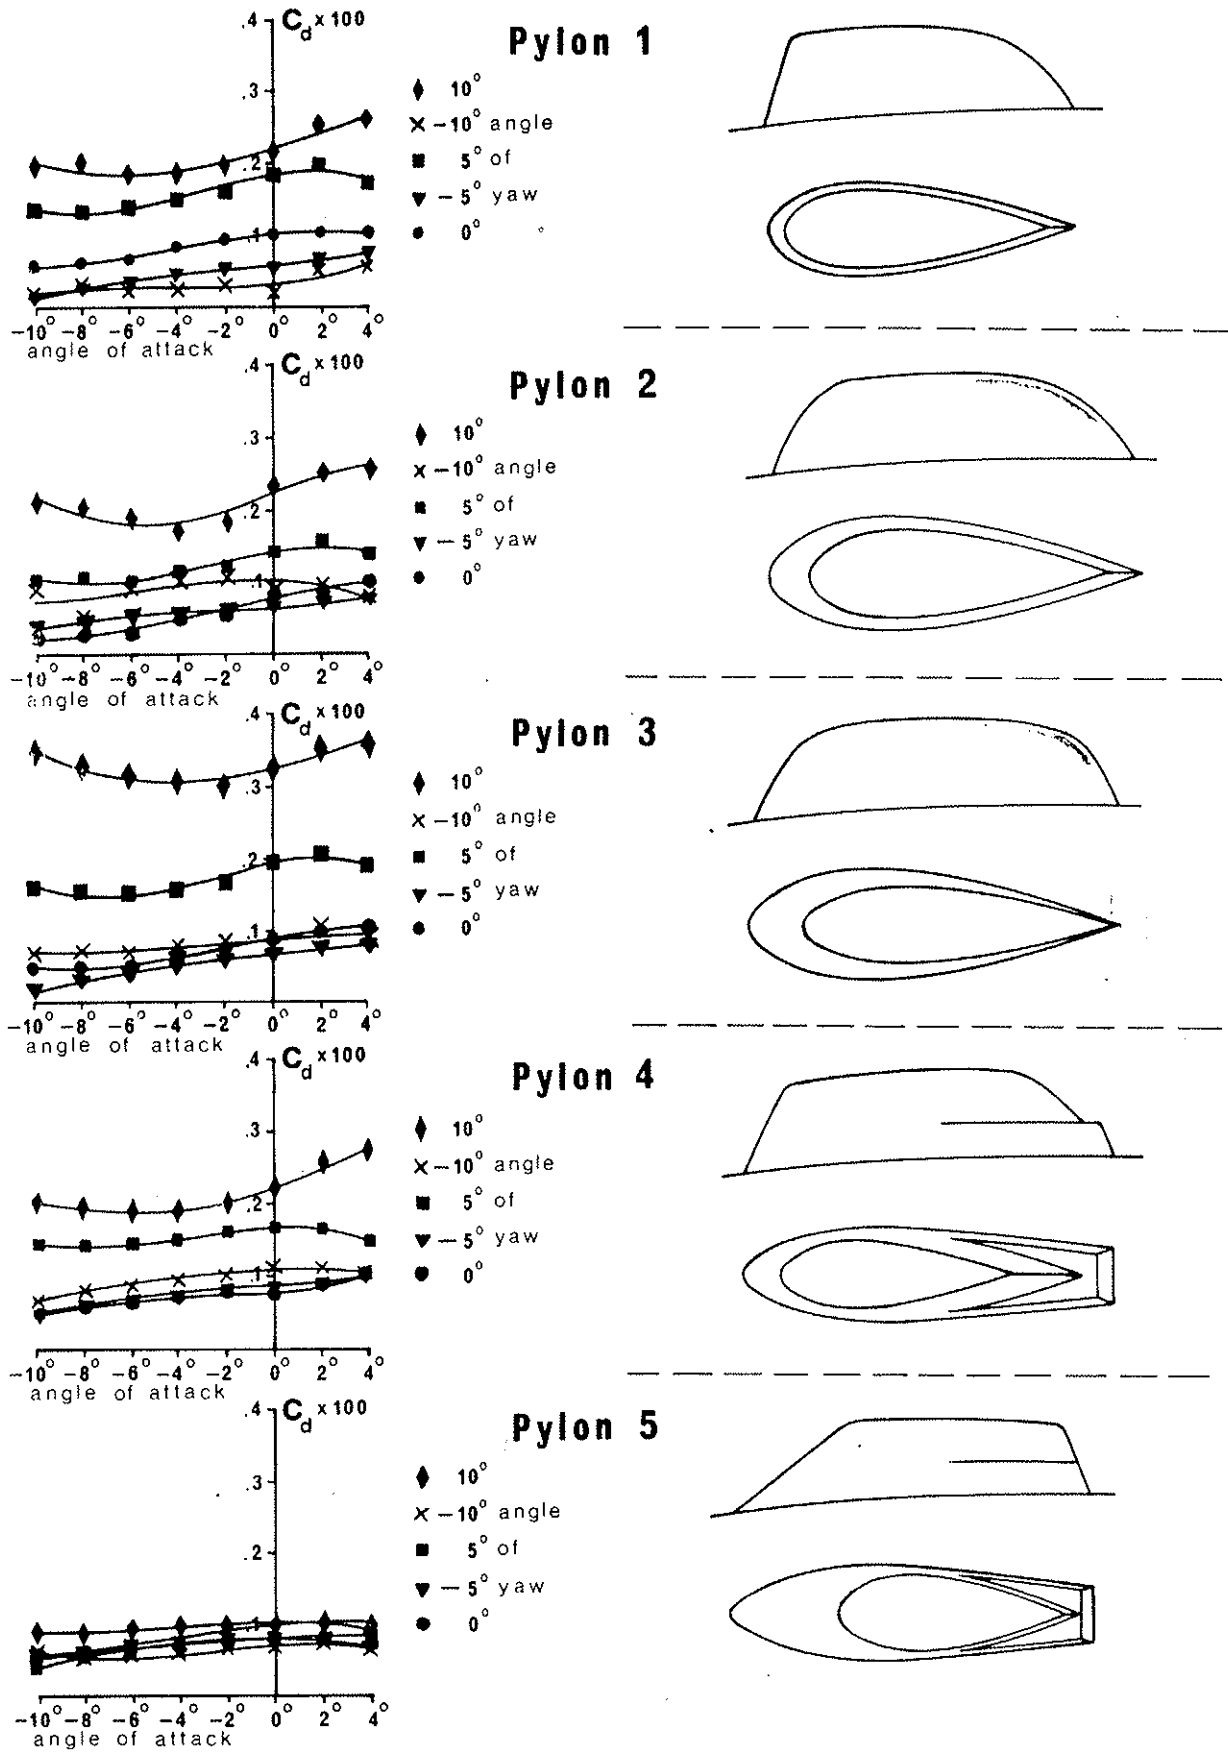 .4 Cd ×100
Pylon 1
.3
10°
−10° angle
.2
5° of
−5° yaw
.1
0°
−10° −8° −6° −4° −2° 0° 2° 4°
angle of attack
.4 Cd ×100
Pylon 2
.3
10°
−10° angle
.2
5° of
−5° yaw
.1
0°
−10° −8° −6° −4° −2° 0° 2° 4°
angle of attack
.4 Cd ×100
Pylon 3
.3
10°
−10° angle
.2
5° of
−5° yaw
.1
0°
−10° −8° −6° −4° −2° 0° 2° 4°
angle of attack
.4 Cd ×100
Pylon 4
.3
10°
−10° angle
.2
5° of
−5° yaw
.1
0°
−10° −8° −6° −4° −2° 0° 2° 4°
angle of attack
.4 Cd ×100
Pylon 5
.3
10°
−10° angle
.2
5° of
−5° yaw
.1
0°
−10° −8° −6° −4° −2° 0° 2° 4°
angle of attack